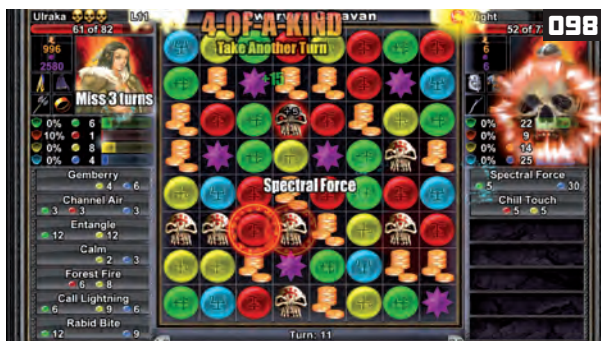 Ulraka
L11
61 of 82
996
2580
Miss 3 turns
0% 6
10% 1
0% 8
0% 4
Gemberry
4 6
Channel Air
3 3 3
Entangle
12 12
Calm
2 3
Forest Fire
6 8
Call Lightning
6 9 6
Rabid Bite
12 9
4-OF-A-KIND
Take Another Turn
+15
Spectral Force
Turn: 11
098
52 of
6
6
0% 22
0% 9
0% 14
0% 25
Spectral Force
5 30
Chill Touch
5 5